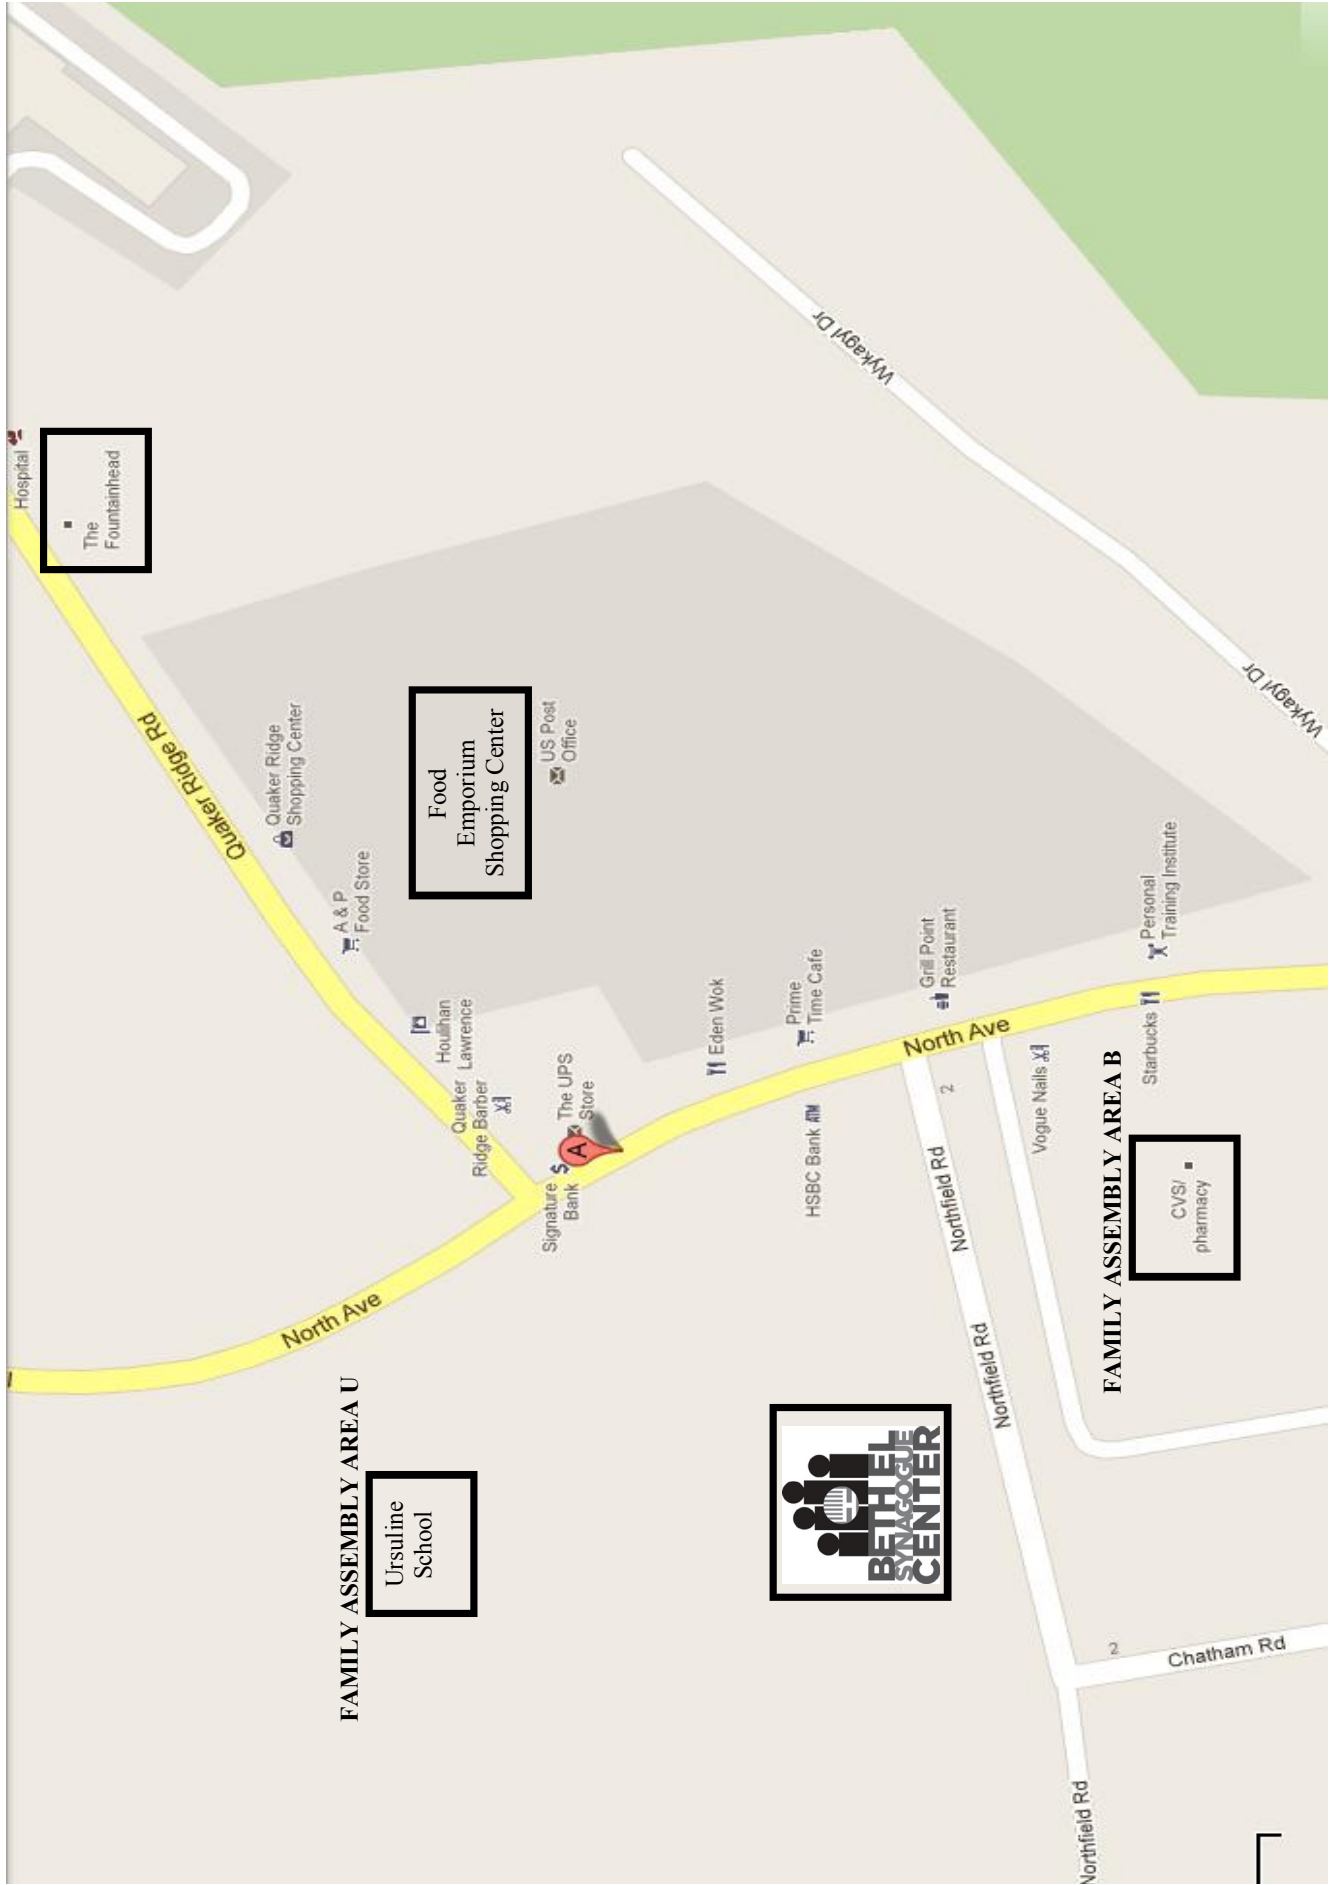 Hospital
The
Fountainhead
Quaker Ridge Rd
Quaker Ridge
Shopping Center
A & P
Food Store
Food
Emporium
Shopping Center
US Post
Office
Houlihan
Lawrence
Quaker
Ridge Barber
The UPS
Store
A
Signature $
Bank
Eden Wok
Prime
Time Cafe
Grill Point
Restaurant
Personal
Training Institute
Wykagyl Dr
Wykagyl Dr
North Ave
North Ave
HSBC Bank ATM
Vogue Nails
Starbucks
2
Northfield Rd
Northfield Rd
Northfield Rd
FAMILY ASSEMBLY AREA B
CVS/
pharmacy
FAMILY ASSEMBLY AREA U
Ursuline
School
BETH EL
SYNAGOGUE
CENTER
2
Chatham Rd